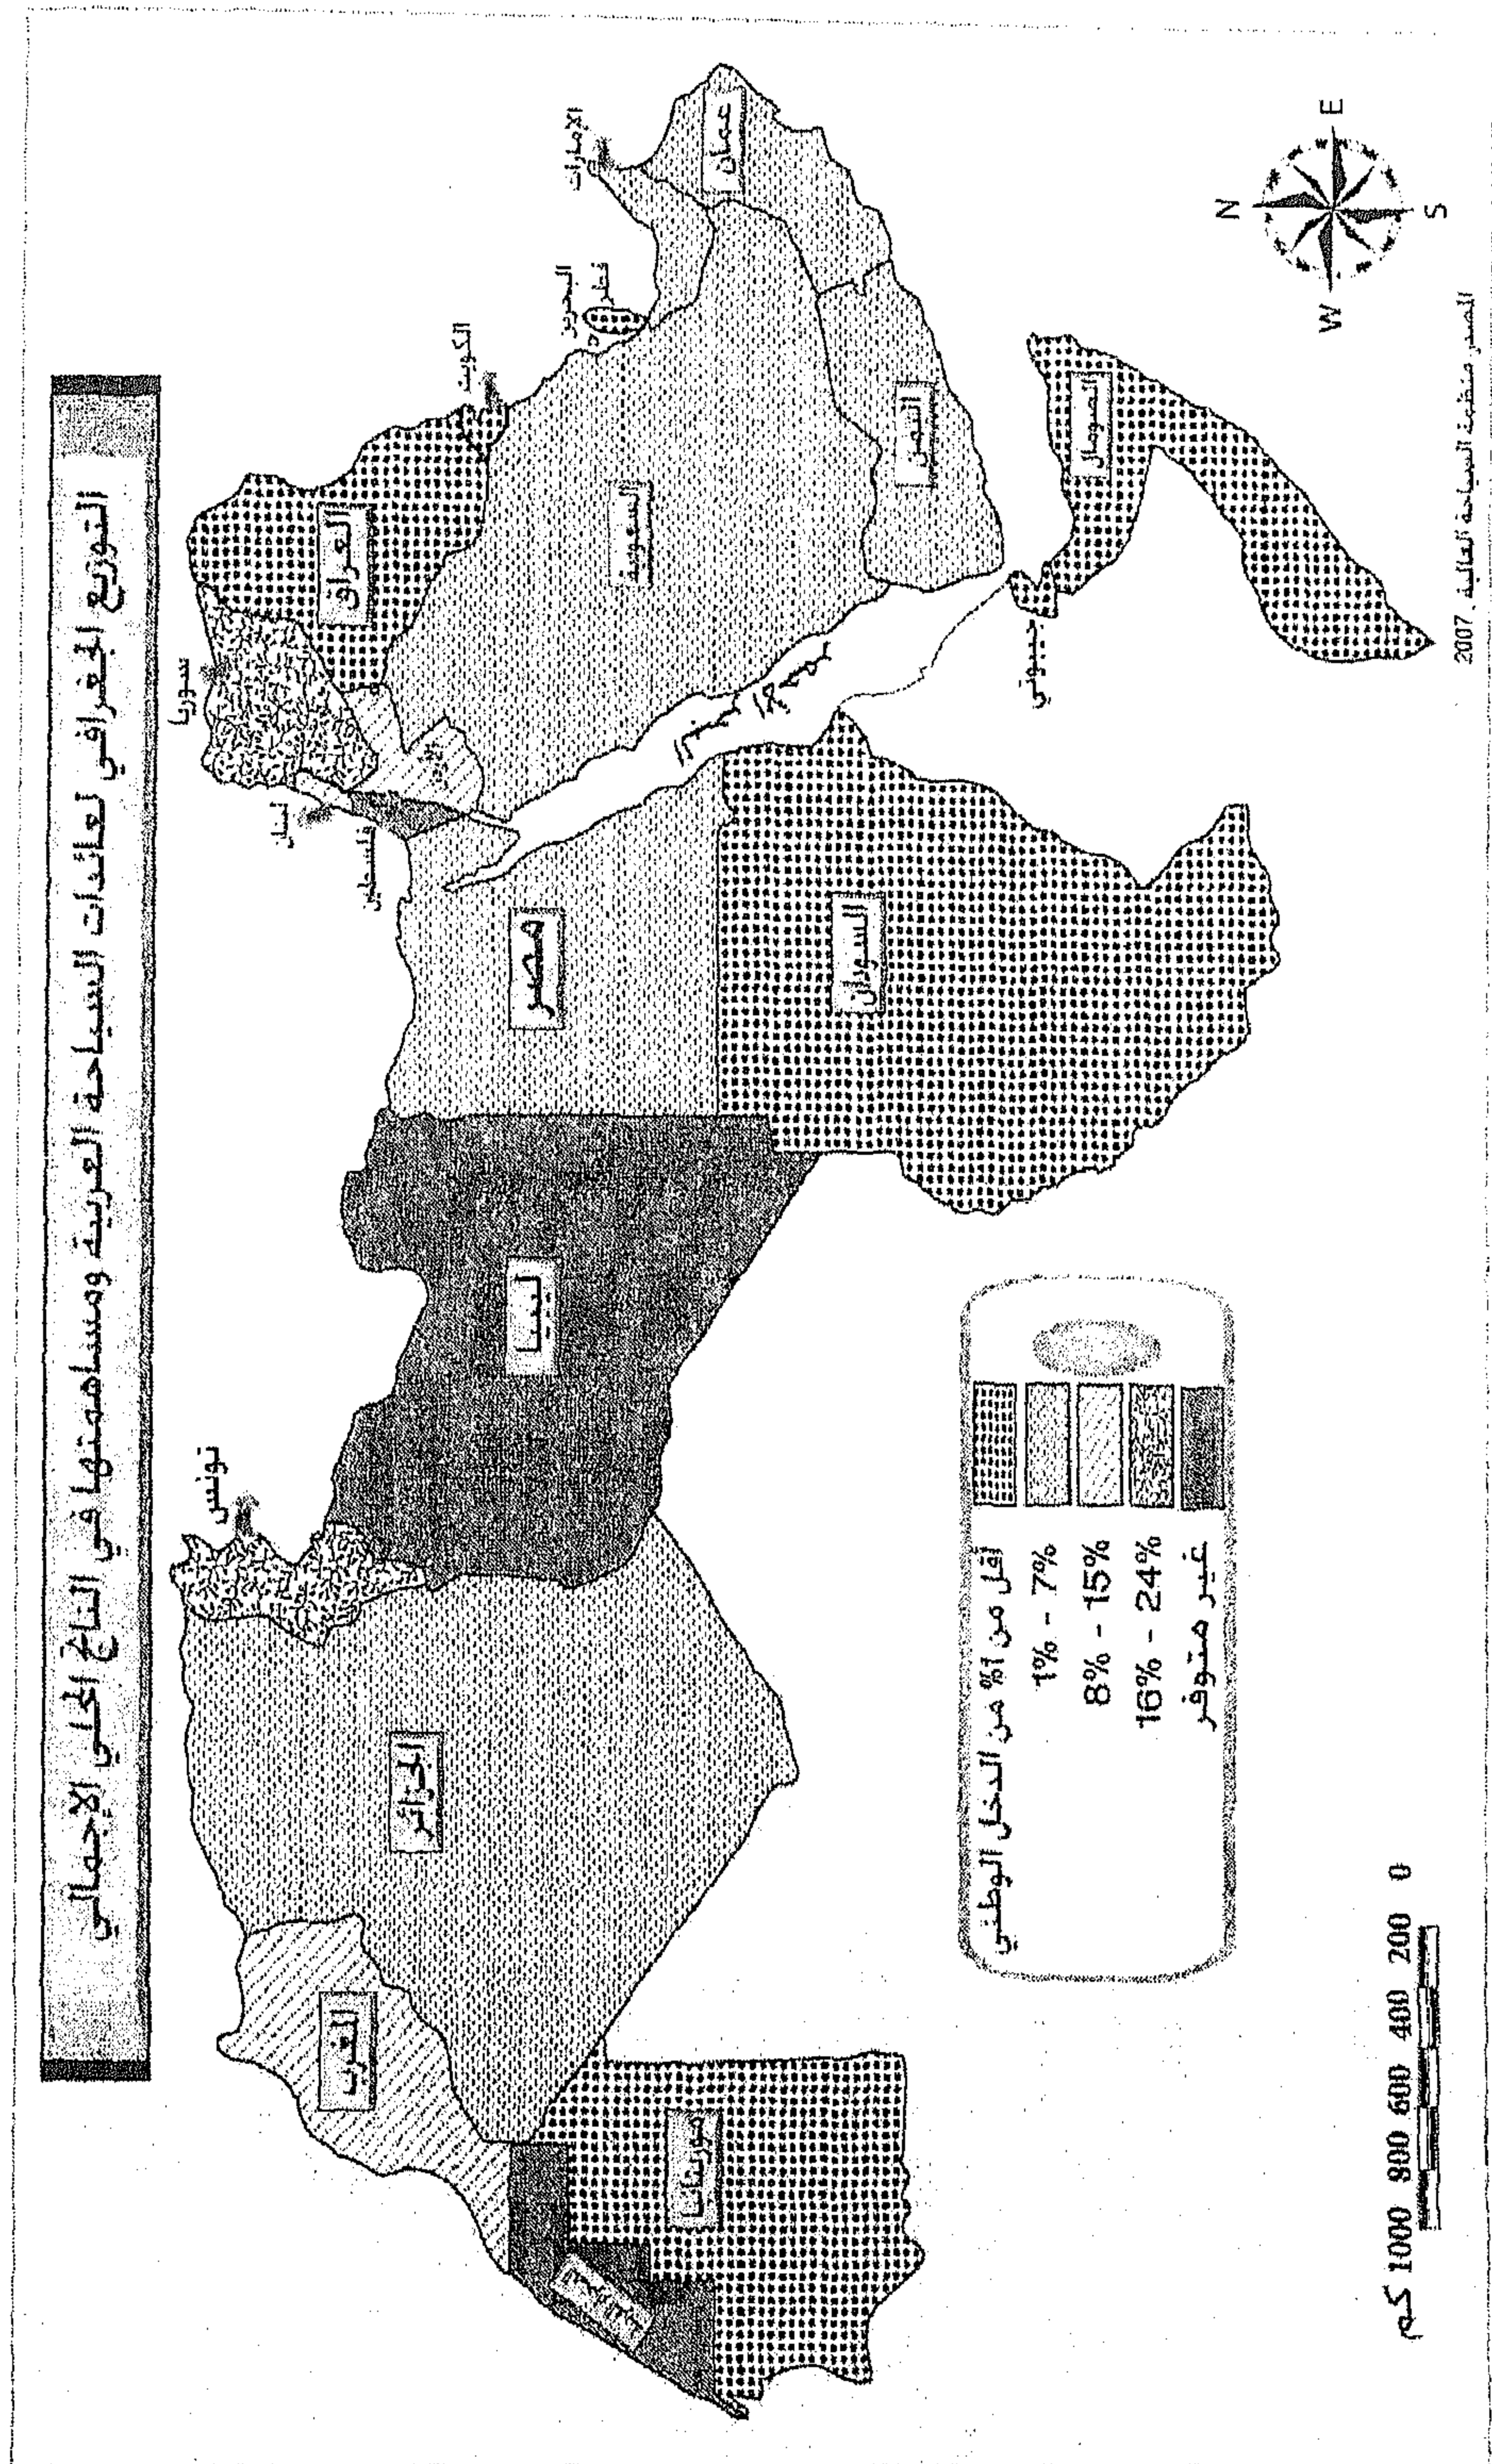 التوزيع الجغرافي لعائدات السياحة العربية ومساهمتها في الناتج المحلي الإجمالي
تونس
سوريا
لبنان
فلسطين
العراق
الكويت
البحرين
قطر
الامارات
عمان
السعودية
اليمن
البحر الأحمر
المغرب
الجزائر
ليبيا
مصر
السودان
موريتانيا
جيبوتي
الصومال
أقل من 1% من الدخل الوطني
1% - 7%
8% - 15%
16% - 24%
غير متوفر
N
E
S
W
كم 1000 800 600 400 200 0
المصدر منظمة السياحة العالمية . 2007